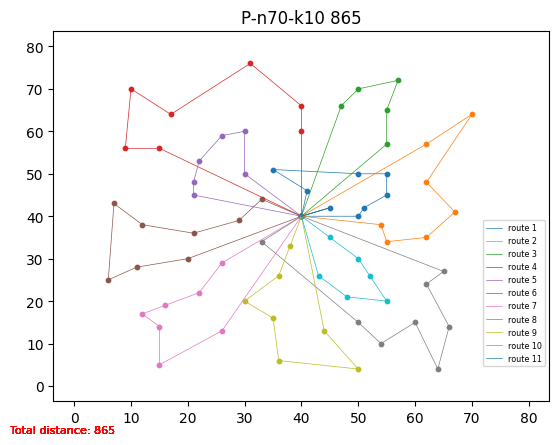 P-n70-k10 865
80
70
60
50
40
30
20
10
0
0 10 20 30 40 50 60 70 80
route 1
route 2
route 3
route 4
route 5
route 6
route 7
route 8
route 9
route 10
route 11
Total distance: 865